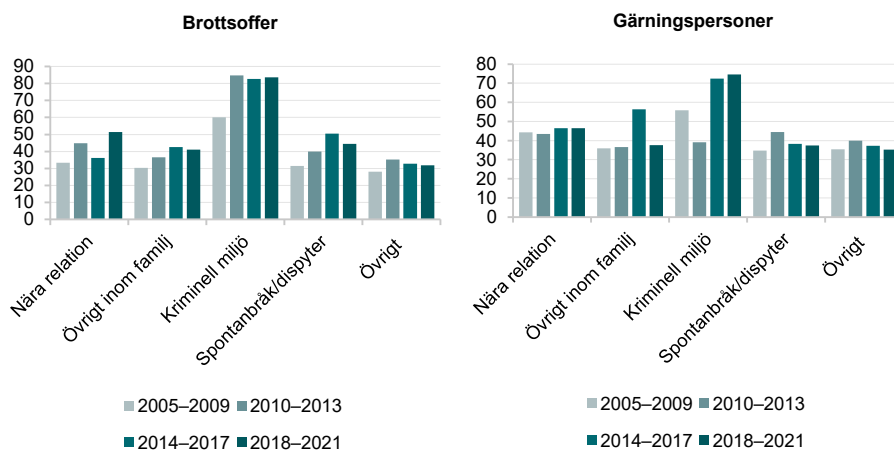 Brottsoffer
90
80
70
60
50
40
30
20
10
0
Nära relation
Övrigt inom familj
Kriminell miljö
Spontanbråk/dispyter
Övrigt
2005–2009
2010–2013
2014–2017
2018–2021
Gärningspersoner
80
70
60
50
40
30
20
10
0
Nära relation
Övrigt inom familj
Kriminell miljö
Spontanbråk/dispyter
Övrigt
2005–2009
2010–2013
2014–2017
2018–2021